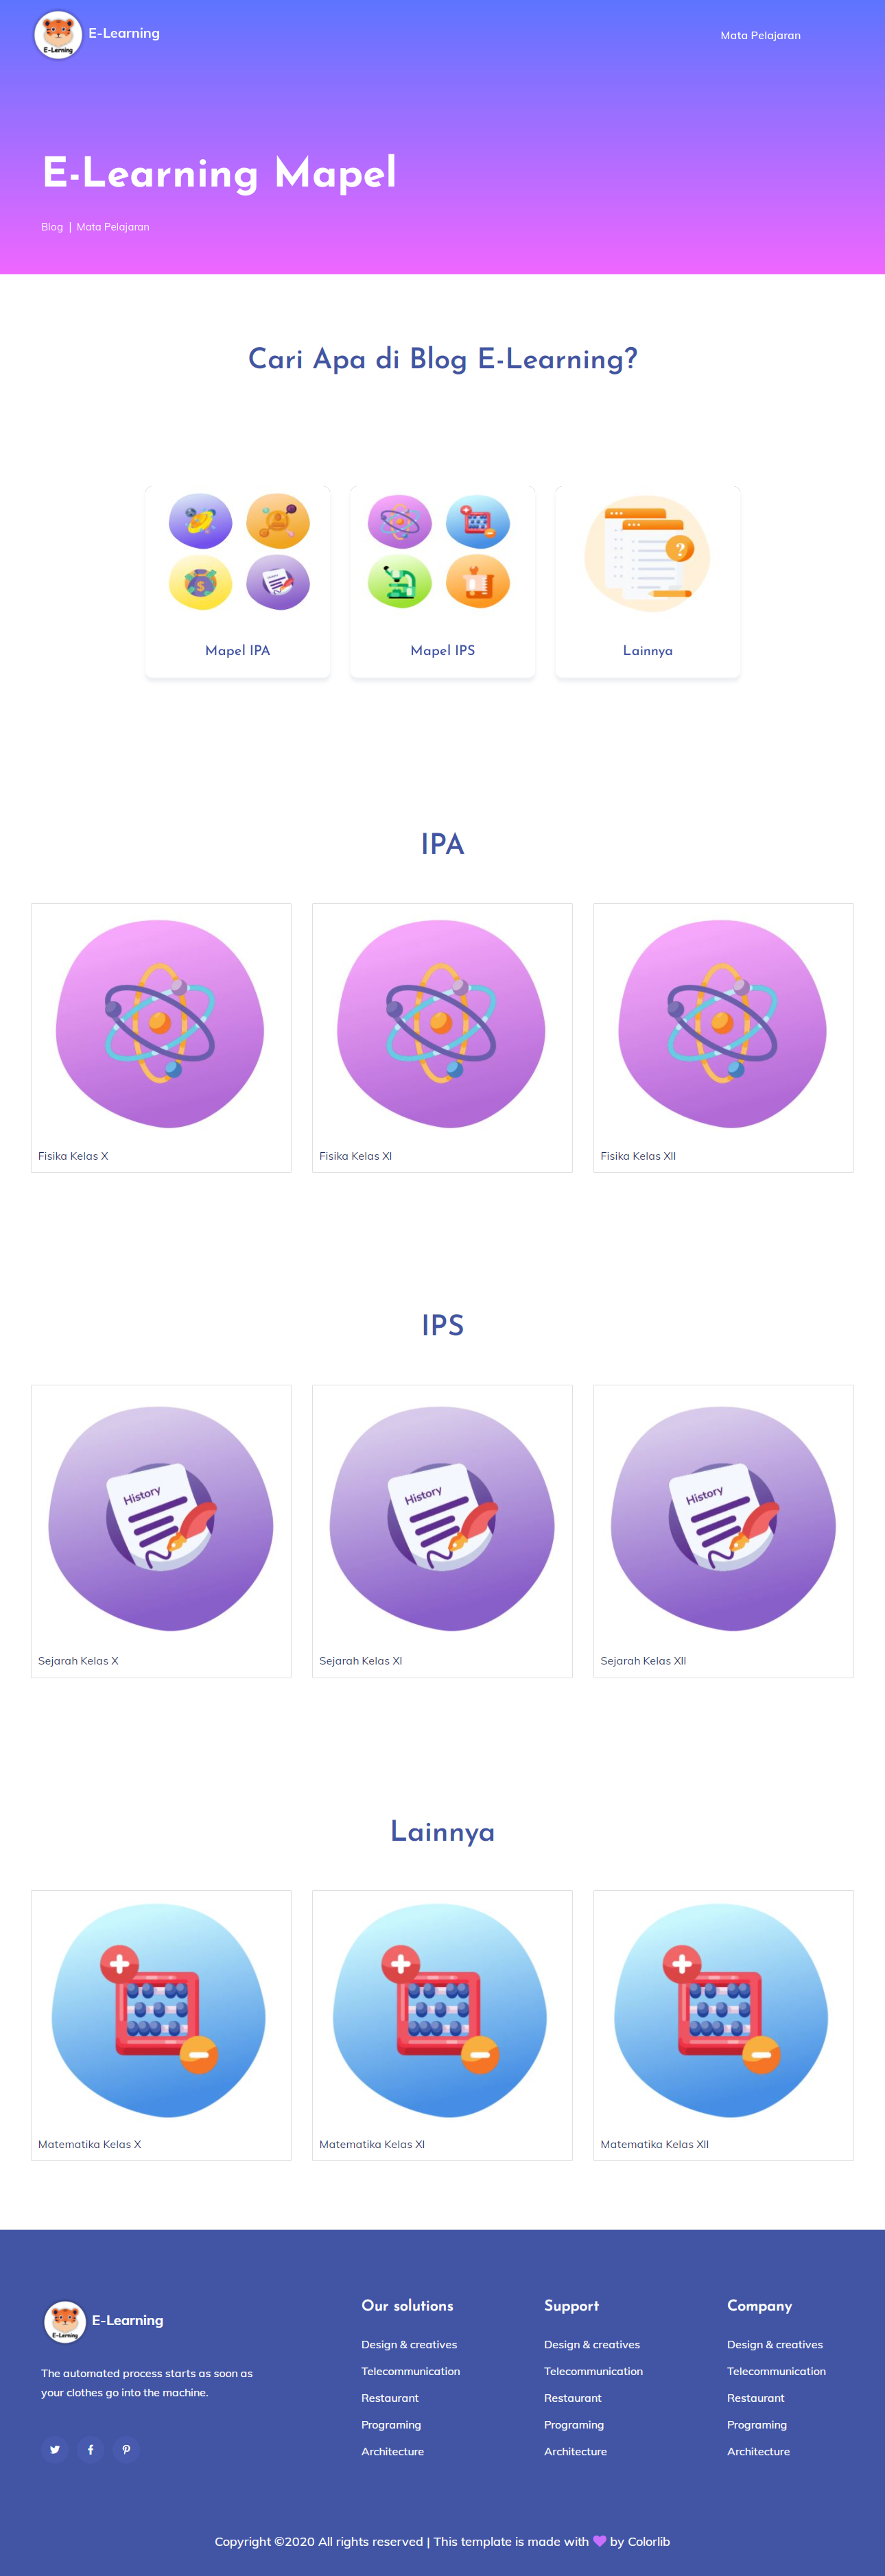 E-Lerning
E-Learning
Mata Pelajaran
E-Learning Mapel
Blog | Mata Pelajaran
Cari Apa di Blog E-Learning?
$
?
Mapel IPA
Mapel IPS
Lainnya
IPA
Fisika Kelas X
Fisika Kelas XI
Fisika Kelas XII
IPS
History
History
History
Sejarah Kelas X
Sejarah Kelas XI
Sejarah Kelas XII
Lainnya
Matematika Kelas X
Matematika Kelas XI
Matematika Kelas XII
E-Lerning
E-Learning
The automated process starts as soon as
your clothes go into the machine.
Our solutions
Design & creatives
Telecommunication
Restaurant
Programing
Architecture
Support
Design & creatives
Telecommunication
Restaurant
Programing
Architecture
Company
Design & creatives
Telecommunication
Restaurant
Programing
Architecture
Copyright ©2020 All rights reserved | This template is made with by Colorlib